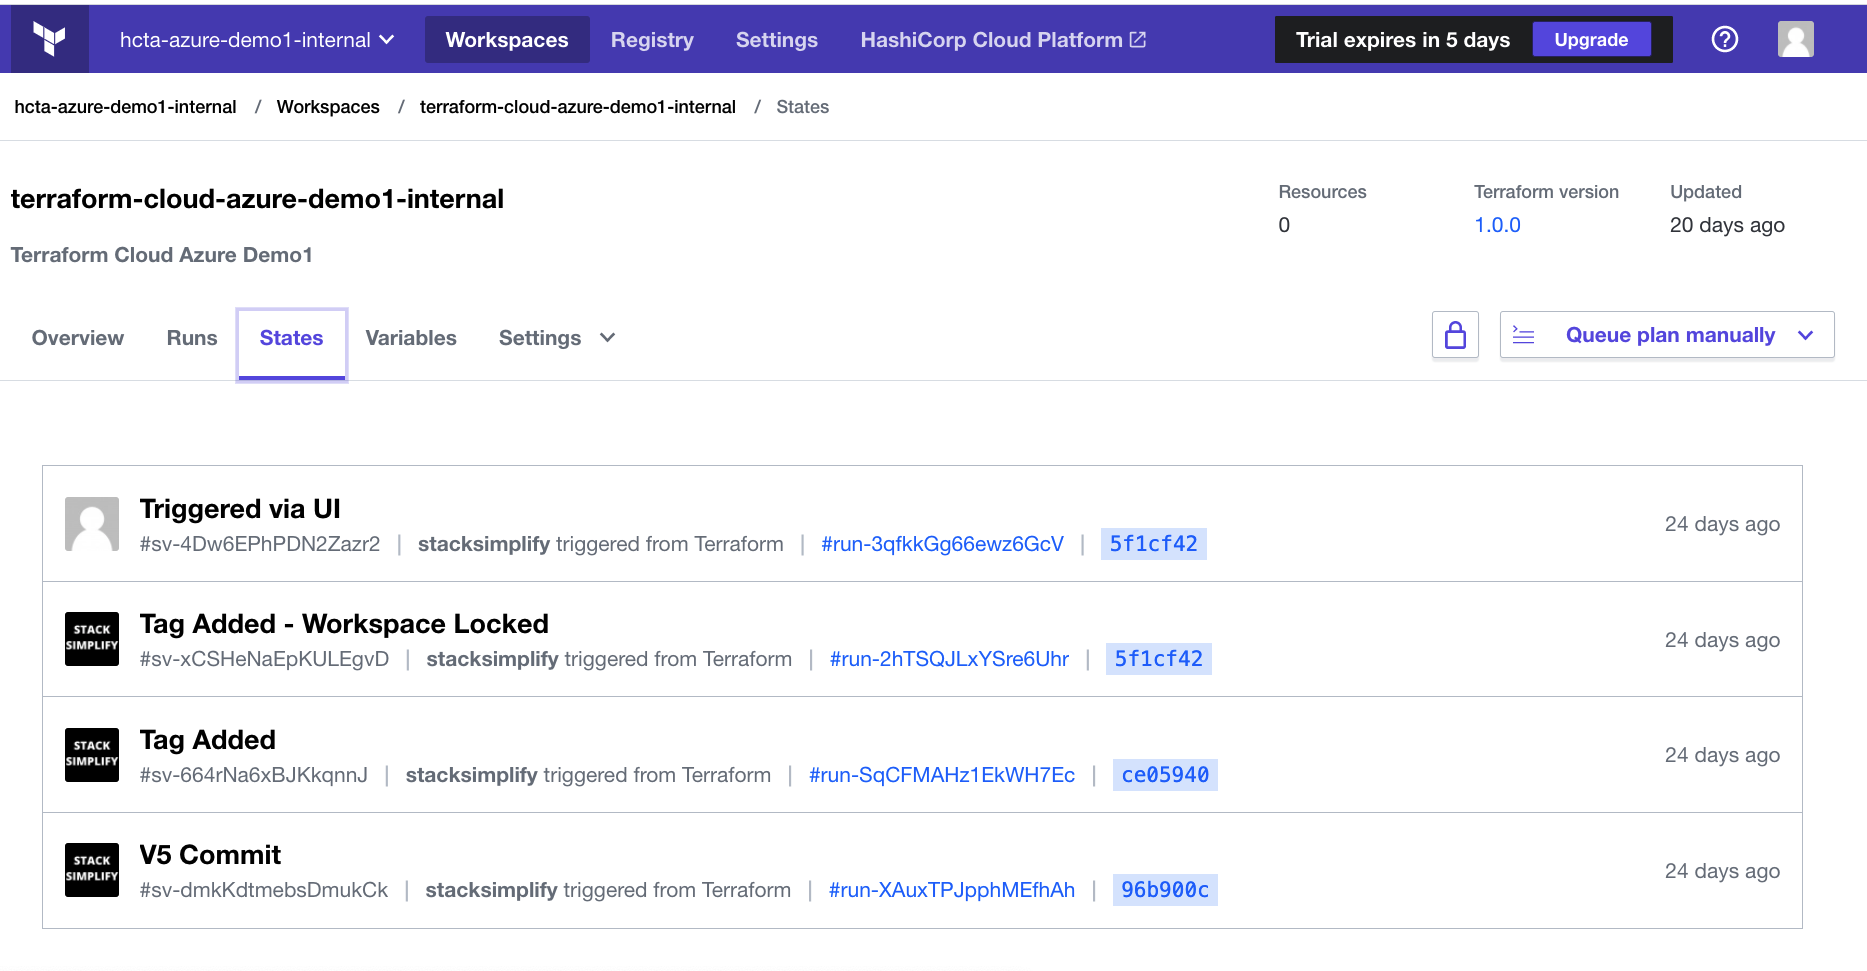 hcta-azure-demo1-internal Workspaces Registry Settings HashiCorp Cloud Platform Trial expires in 5 days Upgrade
hcta-azure-demo1-internal / Workspaces / terraform-cloud-azure-demo1-internal / States
terraform-cloud-azure-demo1-internal
Terraform Cloud Azure Demo1
Resources
0
Terraform version
1.0.0
Updated
20 days ago
Overview Runs States Variables Settings Queue plan manually
Triggered via UI
#sv-4Dw6EPhPDN2Zazr2 | stacksimplify triggered from Terraform | #run-3qfkkGg66ewz6GcV | 5f1cf42
24 days ago
STACK
SIMPLIFY
Tag Added - Workspace Locked
#sv-xCSHeNaEpKULEgvD | stacksimplify triggered from Terraform | #run-2hTSQJLxYSre6Uhr | 5f1cf42
24 days ago
STACK
SIMPLIFY
Tag Added
#sv-664rNa6xBJKkqnnJ | stacksimplify triggered from Terraform | #run-SqCFMAHz1EkWH7Ec | ce05940
24 days ago
STACK
SIMPLIFY
V5 Commit
#sv-dmkKdtmebsDmukCk | stacksimplify triggered from Terraform | #run-XAuxTPJpphMEfhAh | 96b900c
24 days ago